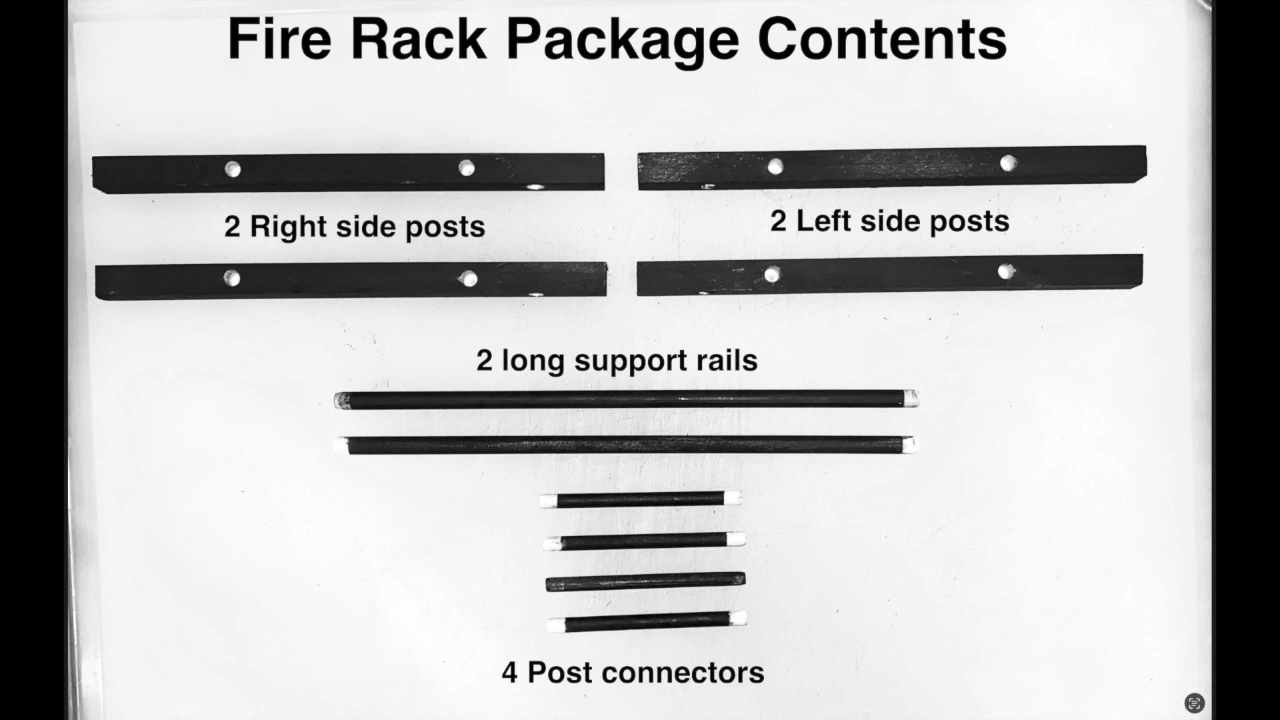 Fire Rack Package Contents
2 Right side posts
2 Left side posts
2 long support rails
4 Post connectors